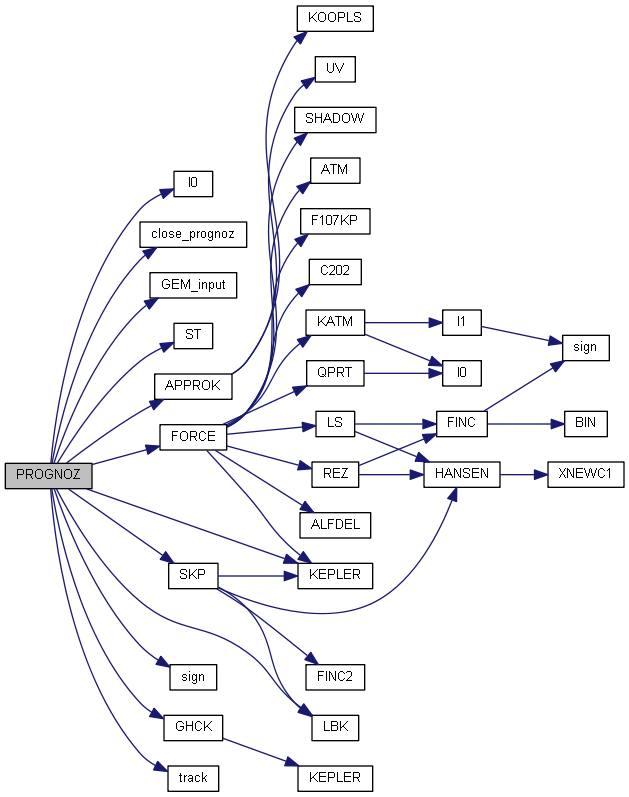 KOOPLS
UV
SHADOW
ATM
I0
F107KP
close_prognoz
C202
GEM_input
KATM
I1
ST
sign
QPRT
I0
APPROK
LS
FINC
BIN
FORCE
PROGNOZ
REZ
HANSEN
XNEWC1
ALFDEL
SKP
KEPLER
sign
FINC2
GHCK
LBK
track
KEPLER